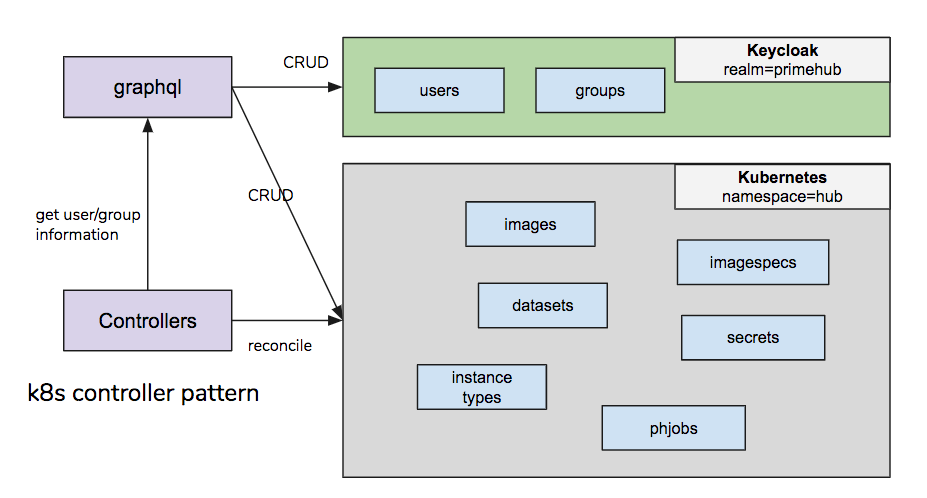 graphql
CRUD
Keycloak
realm=primehub
users
groups
CRUD
get user/group
information
Kubernetes
namespace=hub
images
imagespecs
datasets
Controllers
reconcile
secrets
instance
types
k8s controller pattern
phjobs